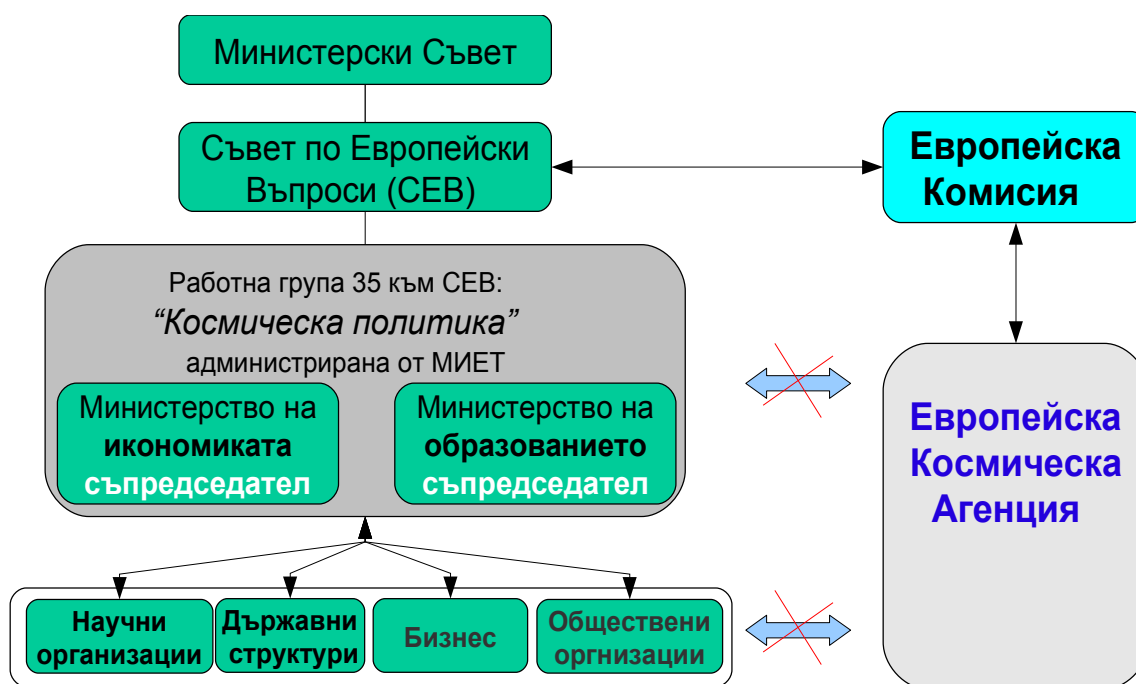 Министерски Съвет
Съвет по Европейски
Въпроси (СЕВ)
Европейска
Комисия
Работна група 35 към СЕВ:
“Космическа политика”
администрирана от МИЕТ
Министерство на
икономиката
съпредседател
Министерство на
образованието
съпредседател
Европейска
Космическа
Агенция
Научни
организации
Държавни
структури
Бизнес
Обществени
оргнизации